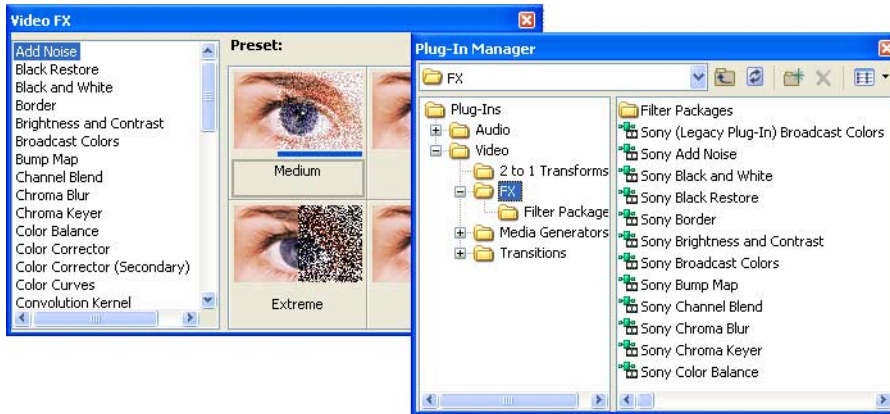 Video FX
Add Noise
Black Restore
Black and White
Border
Brightness and Contrast
Broadcast Colors
Bump Map
Channel Blend
Chroma Blur
Chroma Keyer
Color Balance
Color Corrector
Color Corrector (Secondary)
Color Curves
Convolution Kernel
Preset:
Medium
Extreme
Plug-In Manager
FX
Plug-Ins
Audio
Video
2 to 1 Transforms
FX
Filter Package
Media Generators
Transitions
Filter Packages
Sony (Legacy Plug-In) Broadcast Colors
Sony Add Noise
Sony Black and White
Sony Black Restore
Sony Border
Sony Brightness and Contrast
Sony Broadcast Colors
Sony Bump Map
Sony Channel Blend
Sony Chroma Blur
Sony Chroma Keyer
Sony Color Balance